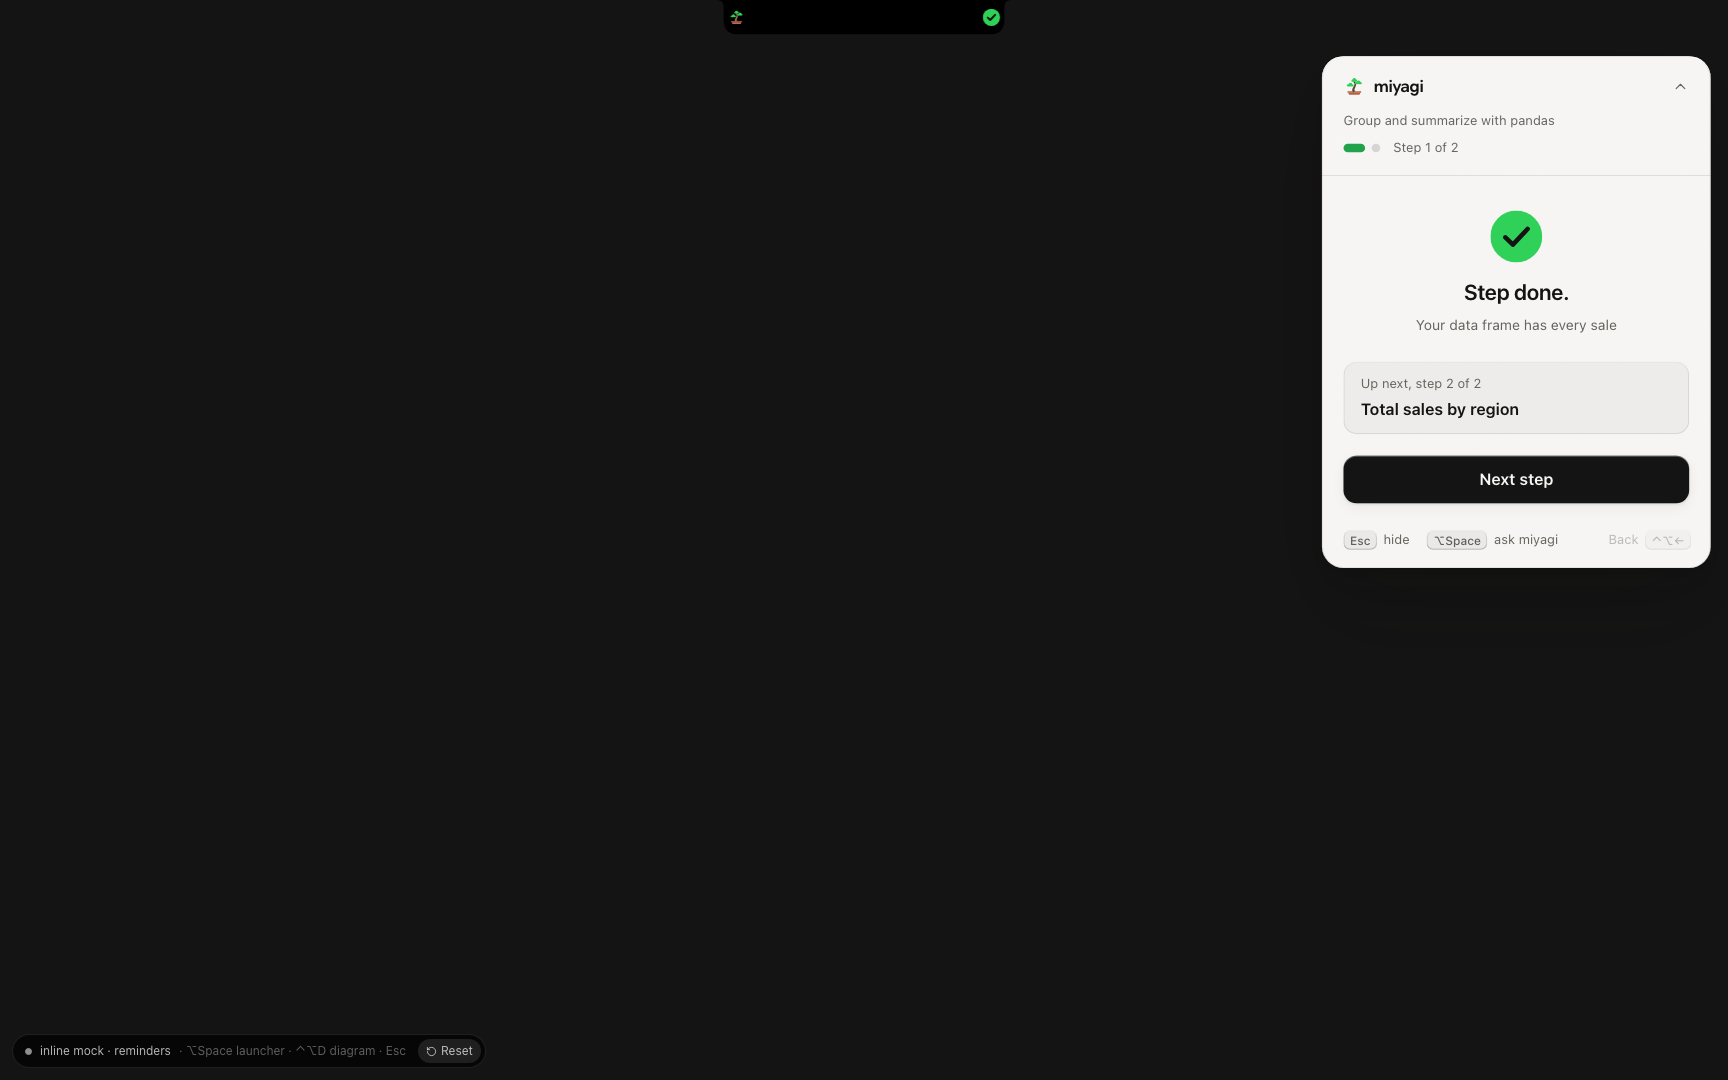 miyagi
Group and summarize with pandas
Step 1 of 2
Step done.
Your data frame has every sale
Up next, step 2 of 2
Total sales by region
Next step
Esc hide ⌥Space ask miyagi Back ^⌥←
inline mock · reminders · ⌥Space launcher · ^⌥D diagram · Esc Reset